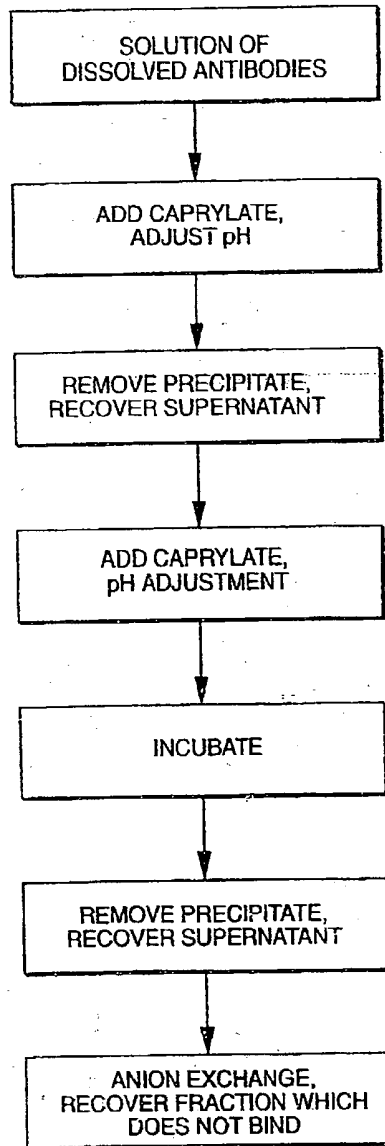 SOLUTION OF
DISSOLVED ANTIBODIES
ADD CAPRYLATE,
ADJUST pH
REMOVE PRECIPITATE,
RECOVER SUPERNATANT
ADD CAPRYLATE,
pH ADJUSTMENT
INCUBATE
REMOVE PRECIPITATE,
RECOVER SUPERNATANT
ANION EXCHANGE,
RECOVER FRACTION WHICH
DOES NOT BIND